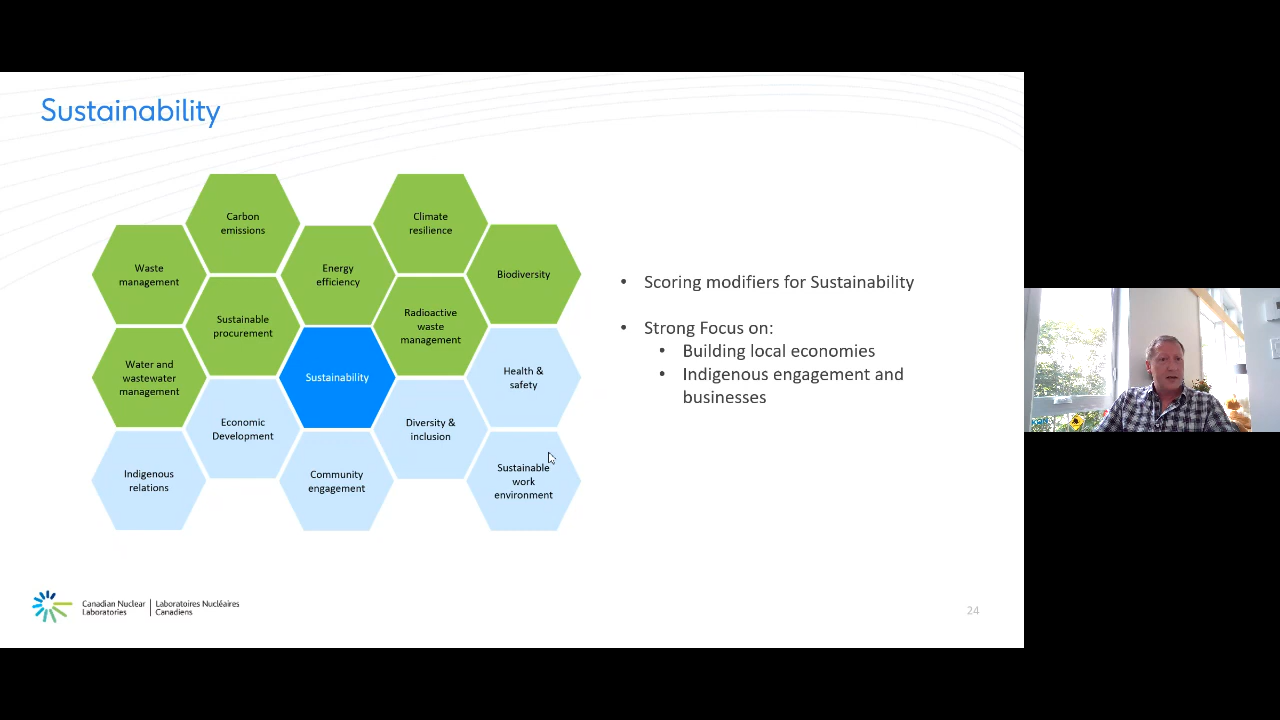 Sustainability
Carbon
emissions
Climate
resilience
Waste
management
Energy
efficiency
Biodiversity
Sustainable
procurement
Radioactive
waste
management
Water and
wastewater
management
Sustainability
Health &
safety
Economic
Development
Diversity &
inclusion
Indigenous
relations
Community
engagement
Sustainable
work
environment
• Scoring modifiers for Sustainability
• Strong Focus on:
• Building local economies
• Indigenous engagement and
businesses
Canadian Nuclear
Laboratories
Laboratoires Nucléaires
Canadiens
24